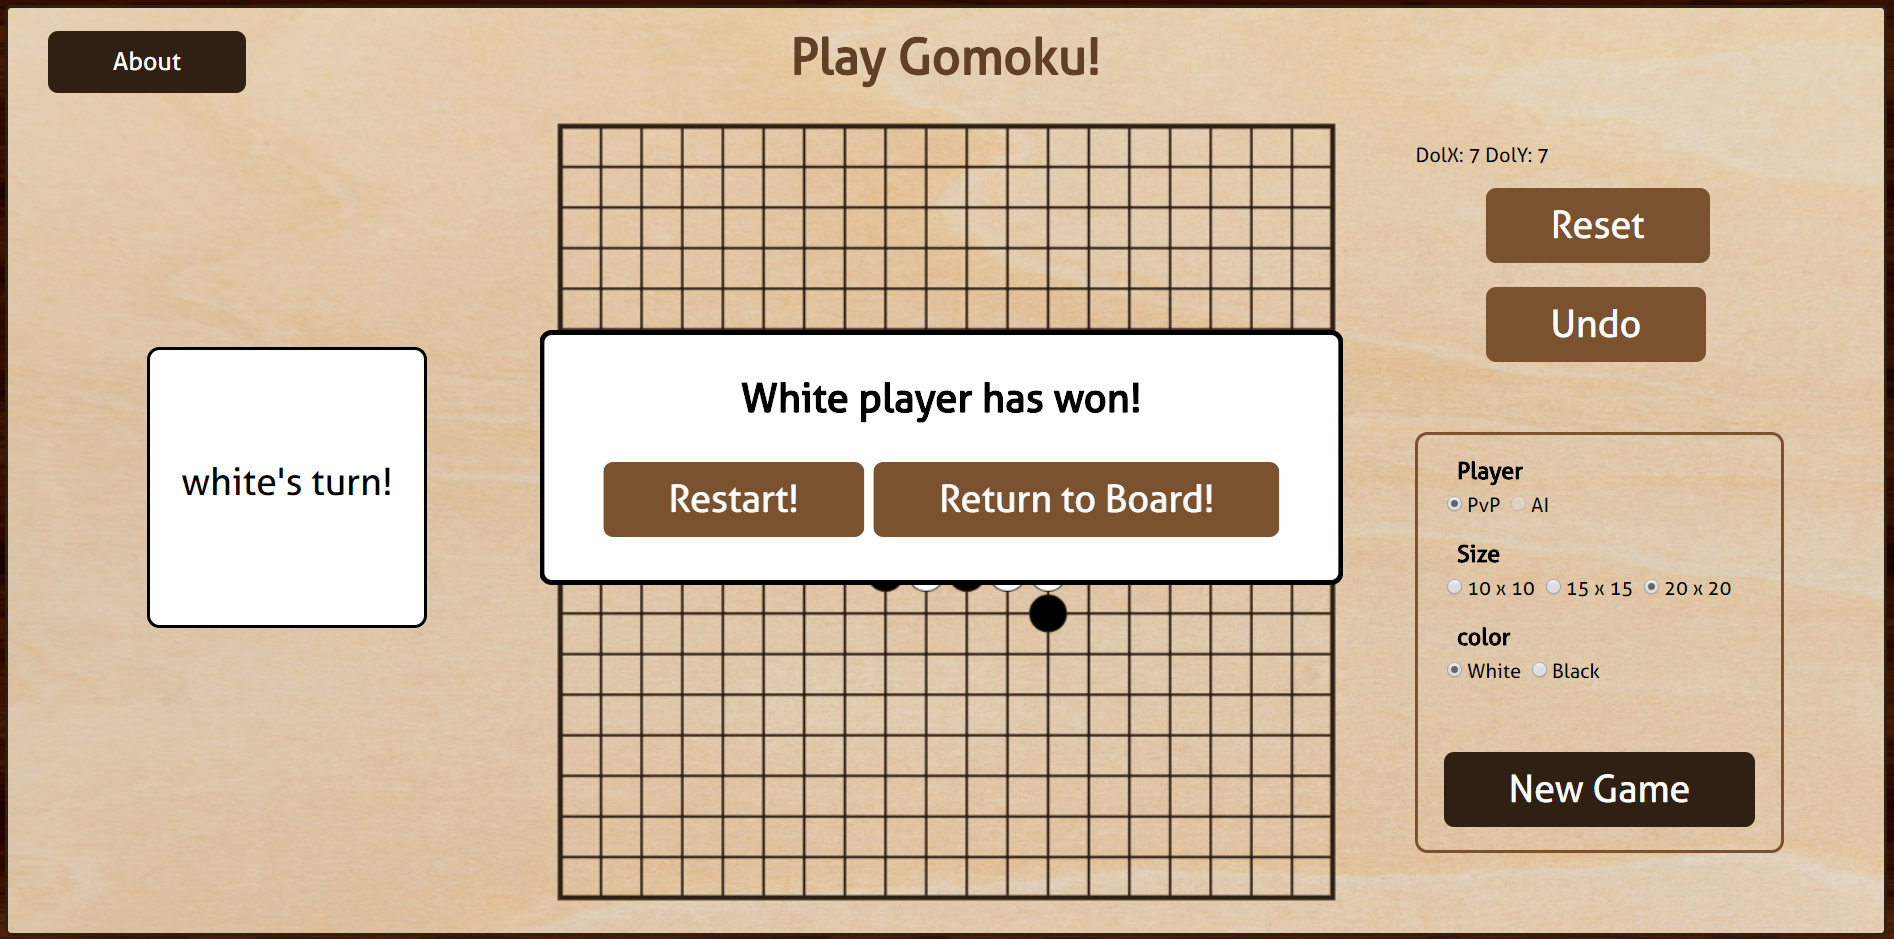 About
Play Gomoku!
DolX: 7 DolY: 7
Reset
Undo
white's turn!
White player has won!
Restart! Return to Board!
Player
PvP AI
Size
10 x 10 15 x 15 20 x 20
color
White Black
New Game